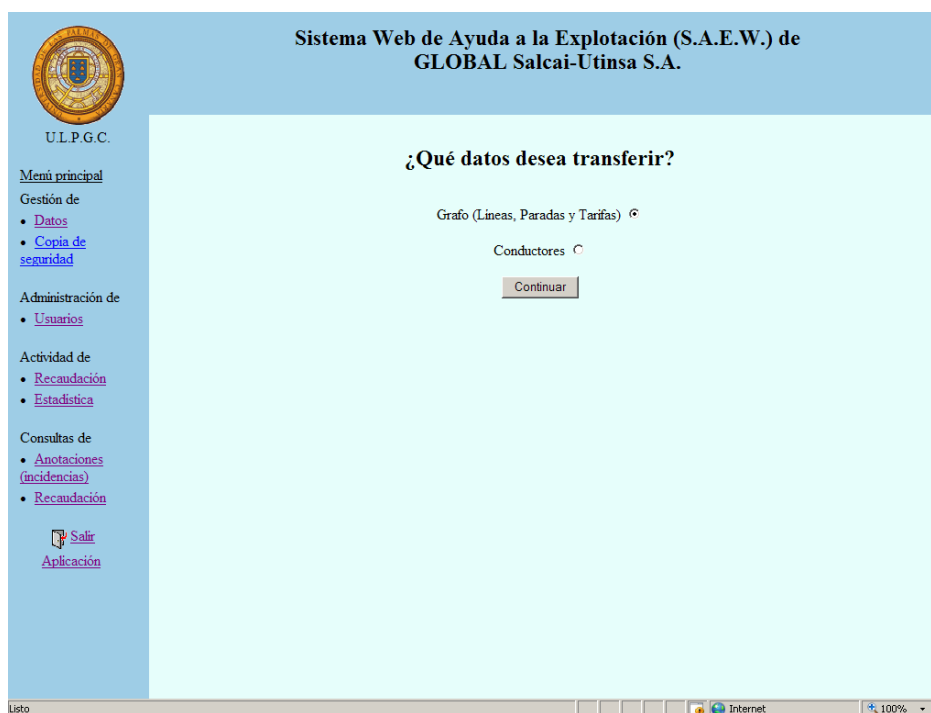 Sistema Web de Ayuda a la Explotación (S.A.E.W.) de
GLOBAL Salcai-Utinsa S.A.
U.L.P.G.C.
Menú principal
Gestión de
• Datos
• Copia de
seguridad
Administración de
• Usuarios
Actividad de
• Recaudación
• Estadística
Consultas de
• Anotaciones
(incidencias)
• Recaudación
Salir
Aplicación
¿Qué datos desea transferir?
Grafo (Líneas, Paradas y Tarifas)
Conductores
Continuar
Listo
Internet
100%